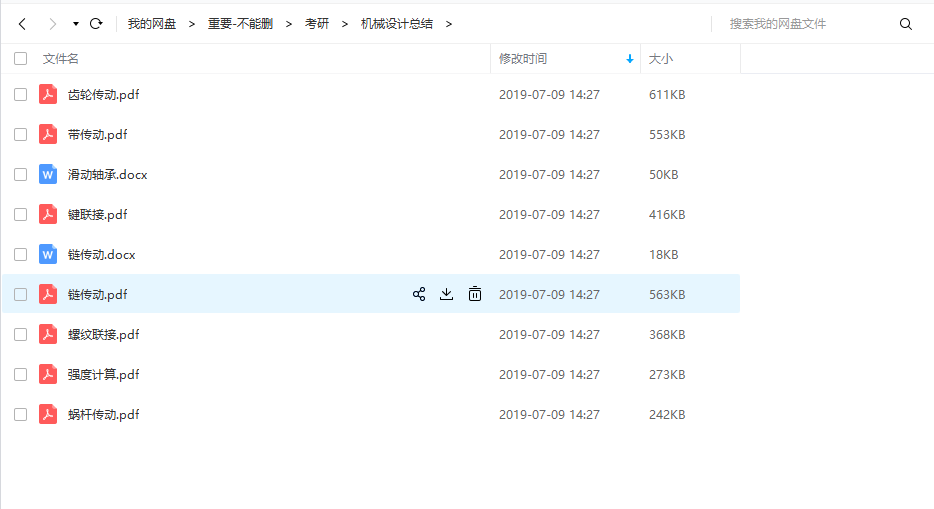 我的网盘 > 重要-不能删 > 考研 > 机械设计总结 > 搜索我的网盘文件
文件名 修改时间 大小
齿轮传动.pdf 2019-07-09 14:27 611KB
带传动.pdf 2019-07-09 14:27 553KB
W 滑动轴承.docx 2019-07-09 14:27 50KB
键联接.pdf 2019-07-09 14:27 416KB
W 链传动.docx 2019-07-09 14:27 18KB
链传动.pdf 2019-07-09 14:27 563KB
螺纹联接.pdf 2019-07-09 14:27 368KB
强度计算.pdf 2019-07-09 14:27 273KB
蜗杆传动.pdf 2019-07-09 14:27 242KB